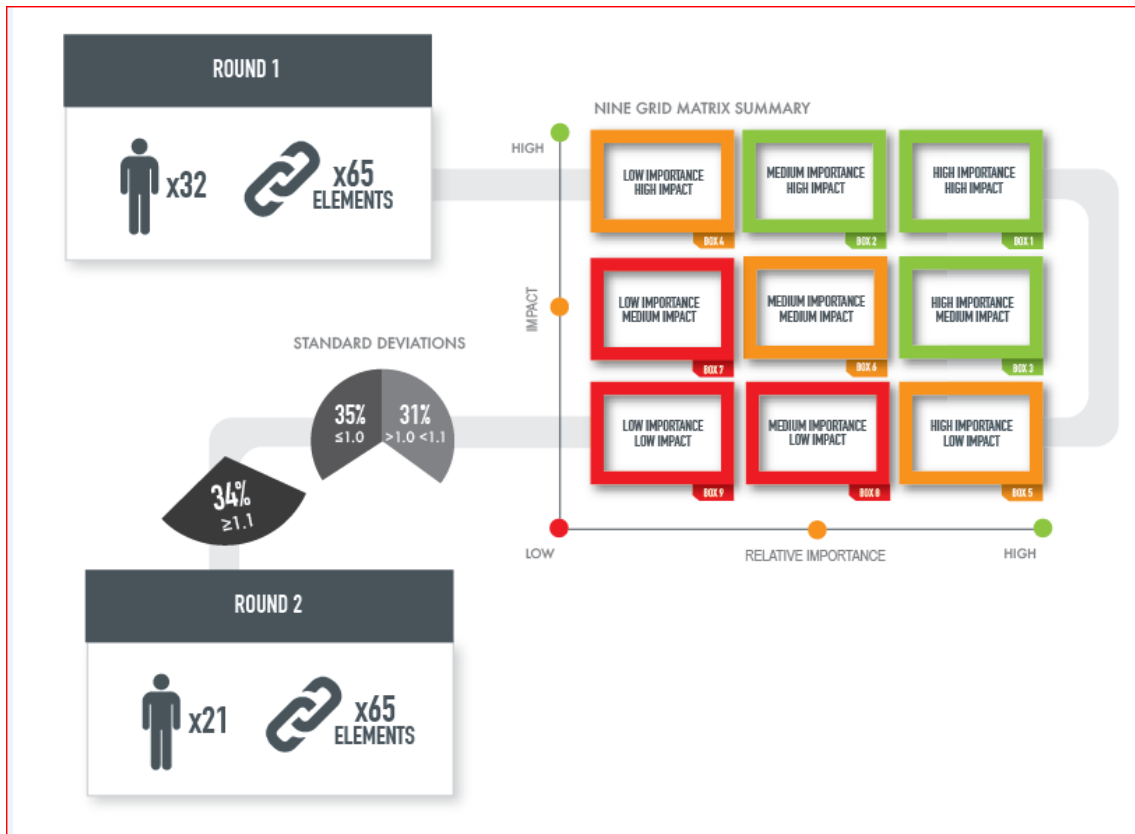 ROUND 1
x32
x65
ELEMENTS
NINE GRID MATRIX SUMMARY
HIGH
IMPACT
LOW IMPORTANCE
HIGH IMPACT
BOX 4
MEDIUM IMPORTANCE
HIGH IMPACT
BOX 2
HIGH IMPORTANCE
HIGH IMPACT
BOX 1
LOW IMPORTANCE
MEDIUM IMPACT
BOX 7
MEDIUM IMPORTANCE
MEDIUM IMPACT
BOX 6
HIGH IMPORTANCE
MEDIUM IMPACT
BOX 3
LOW IMPORTANCE
LOW IMPACT
BOX 9
MEDIUM IMPORTANCE
LOW IMPACT
BOX 8
HIGH IMPORTANCE
LOW IMPACT
BOX 5
LOW
RELATIVE IMPORTANCE
HIGH
STANDARD DEVIATIONS
35%
≤1.0
31%
>1.0 <1.1
34%
≥1.1
ROUND 2
x21
x65
ELEMENTS